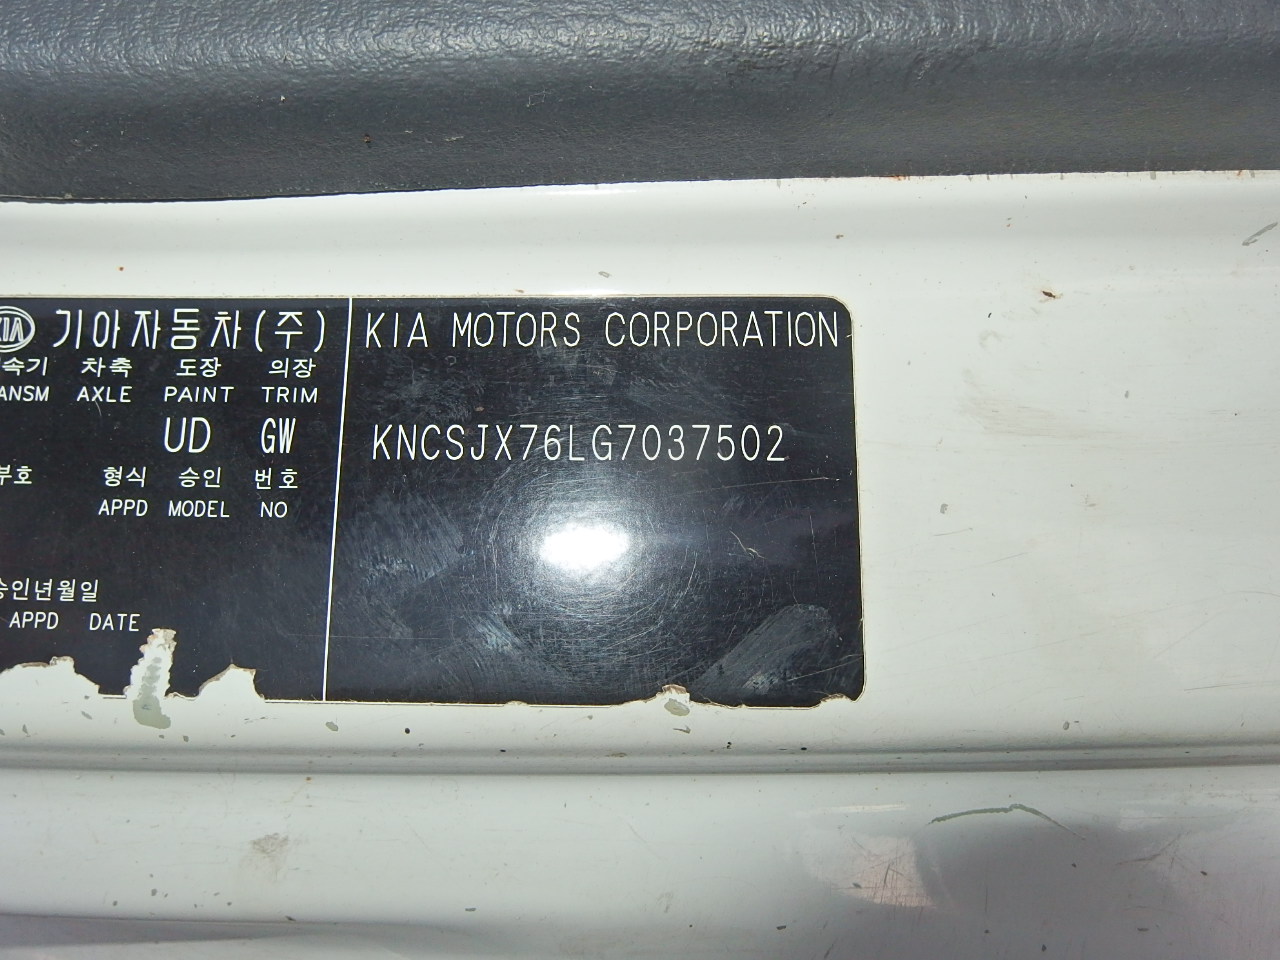 KIA 기아자동차(주)
속기 차축 도장 의장
ANSM AXLE PAINT TRIM
UD GW
부호 형식 승인 번호
APPD MODEL NO
승인년월일
APPD DATE
KIA MOTORS CORPORATION
KNCSJX76LG7037502